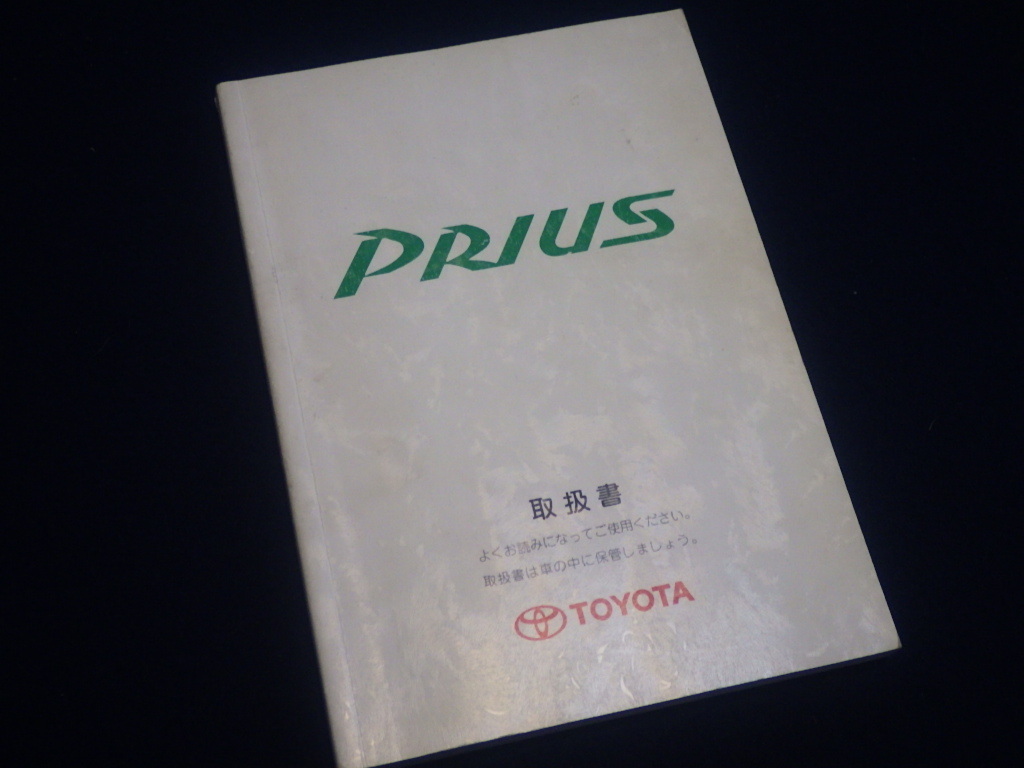 PRIUS
取扱書
よくお読みになってご使用ください。
取扱書は車の中に保管しましょう。
TOYOTA